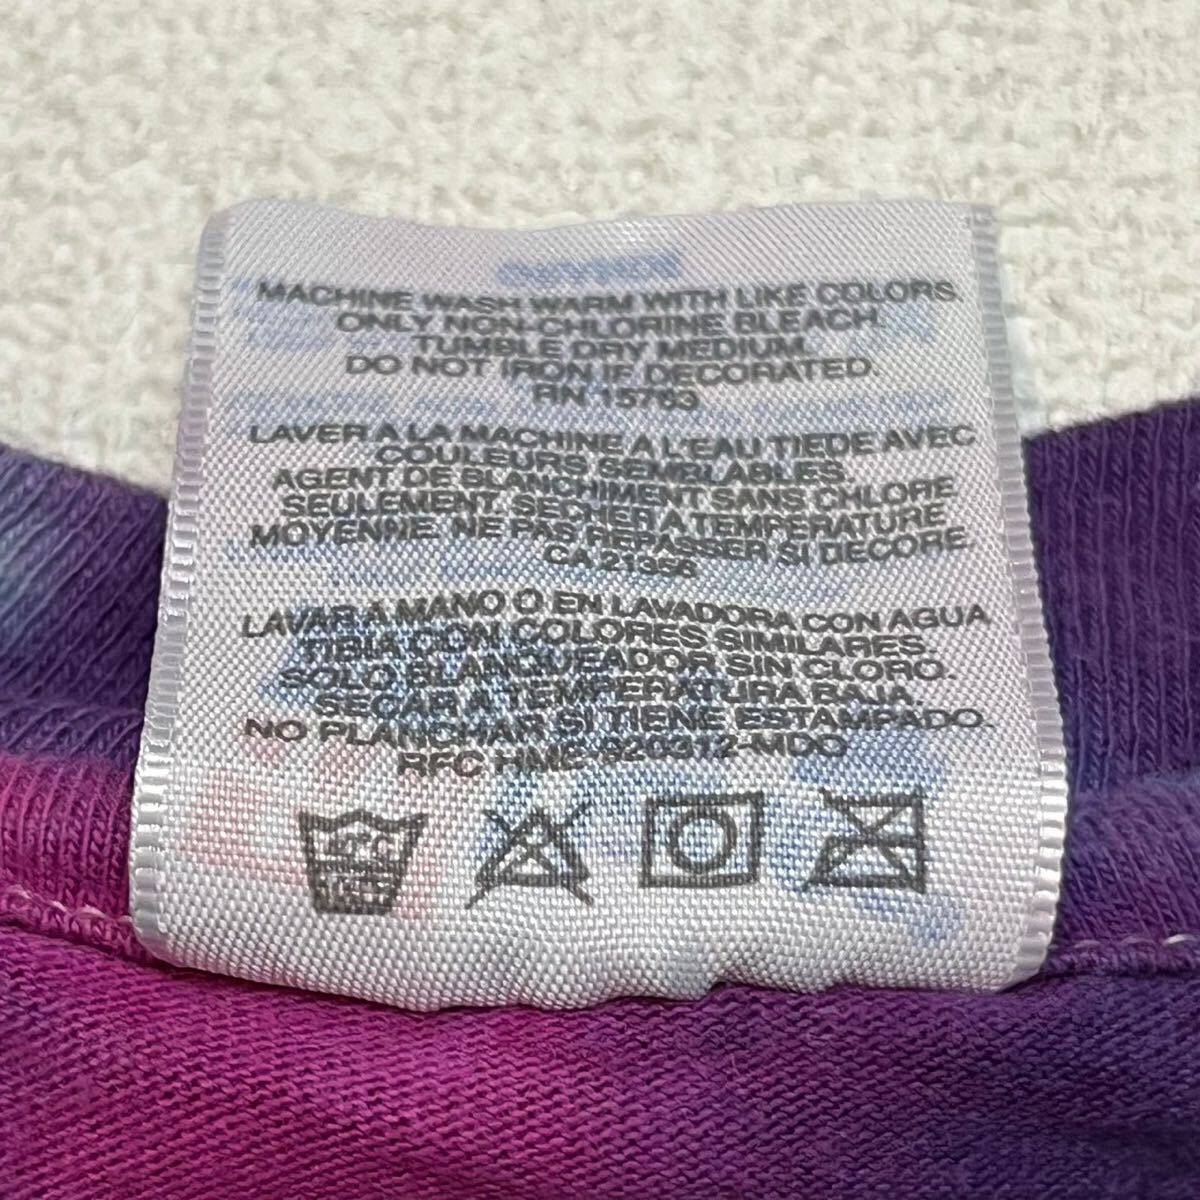 MACHINE WASH WARM WITH LIKE COLORS.
ONLY NON-CHLORINE BLEACH.
TUMBLE DRY MEDIUM.
DO NOT IRON IF DECORATED.
RN 15763
LAVER A LA MACHINE A L'EAU TIEDE AVEC
COULEURS SEMBLABLES.
AGENT DE BLANCHIMENT SANS CHLORE
SEULEMENT. SECHER A TEMPERATURE
MOYENNE. NE PAS REPASSER SI DECORE.
CA 21356
LAVAR A MANO O EN LAVADORA CON AGUA
TIBIA CON COLORES SIMILARES.
SOLO BLANQUEADOR SIN CLORO.
SECAR A TEMPERATURA BAJA.
NO PLANCHAR SI TIENE ESTAMPADO.
RFC HME-920312-MDO